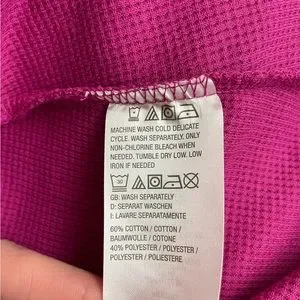 MACHINE WASH COLD DELICATE
CYCLE. WASH SEPARATELY. ONLY
NON-CHLORINE BLEACH WHEN
NEEDED. TUMBLE DRY LOW. LOW
IRON IF NEEDED
30
GB: WASH SEPARATELY
D: SEPARAT WASCHEN
I: LAVARE SEPARATAMENTE
60% COTTON / COTTON /
BAUMWOLLE / COTONE
40% POLYESTER / POLYESTER /
POLYESTER / POLIESTERE